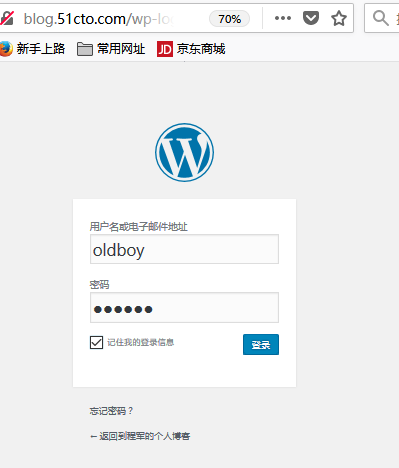 blog.51cto.com/wp-lo
70%
新手上路 常用网址 JD 京东商城
用户名或电子邮件地址
oldboy
密码
●●●●●●
记住我的登录信息
登录
忘记密码？
← 返回到程军的个人博客